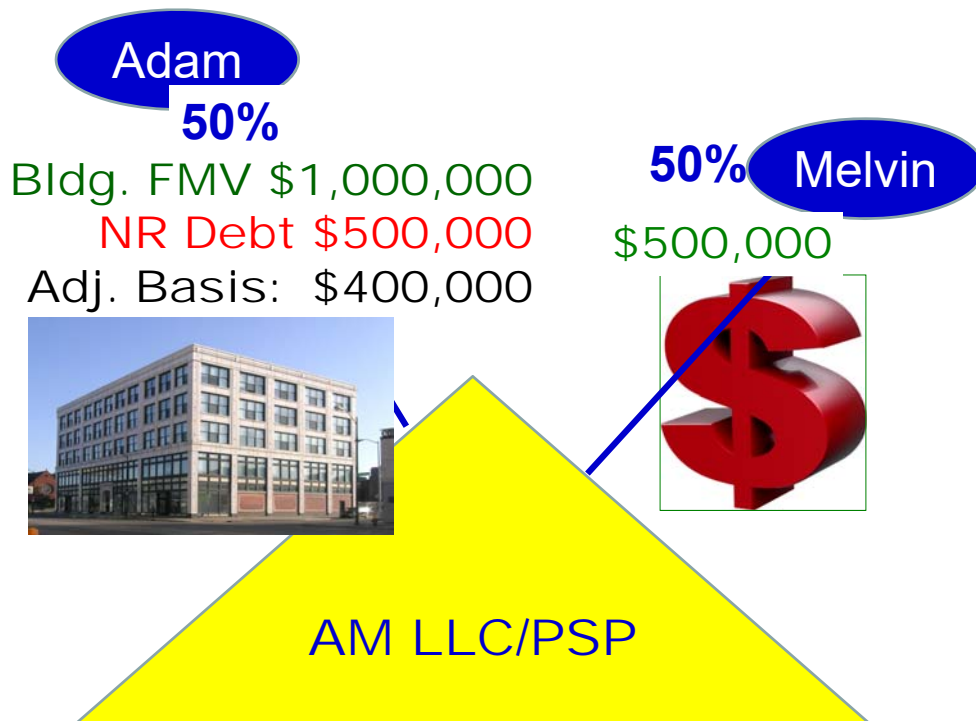 Adam
50%
Bldg. FMV $1,000,000
NR Debt $500,000
Adj. Basis: $400,000
50% Melvin
$500,000
AM LLC/PSP